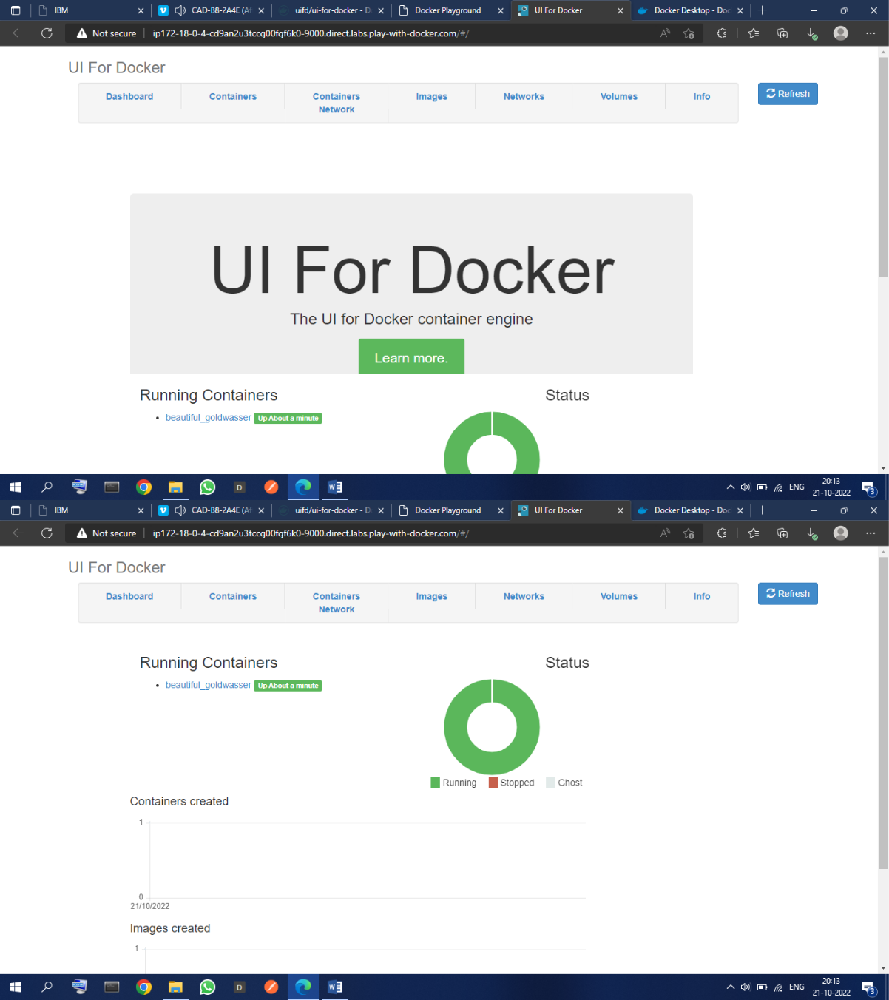 IBM
CAD-B8-2A4E (Af
uifd/ui-for-docker - D
Docker Playground
UI For Docker
Docker Desktop - Doc
Not secure
ip172-18-0-4-cd9an2u3tccg00fgf6k0-9000.direct.labs.play-with-docker.com/#/
UI For Docker
Dashboard
Containers
Containers
Network
Images
Networks
Volumes
Info
Refresh
UI For Docker
The UI for Docker container engine
Learn more.
Running Containers
Status
beautiful_goldwasser Up About a minute
ENG
20:13
21-10-2022
3
IBM
CAD-B8-2A4E (Af
uifd/ui-for-docker - D
Docker Playground
UI For Docker
Docker Desktop - Doc
Not secure
ip172-18-0-4-cd9an2u3tccg00fgf6k0-9000.direct.labs.play-with-docker.com/#/
UI For Docker
Dashboard
Containers
Containers
Network
Images
Networks
Volumes
Info
Refresh
Running Containers
Status
beautiful_goldwasser Up About a minute
Running
Stopped
Ghost
Containers created
1
0
21/10/2022
Images created
1
ENG
20:13
21-10-2022
3